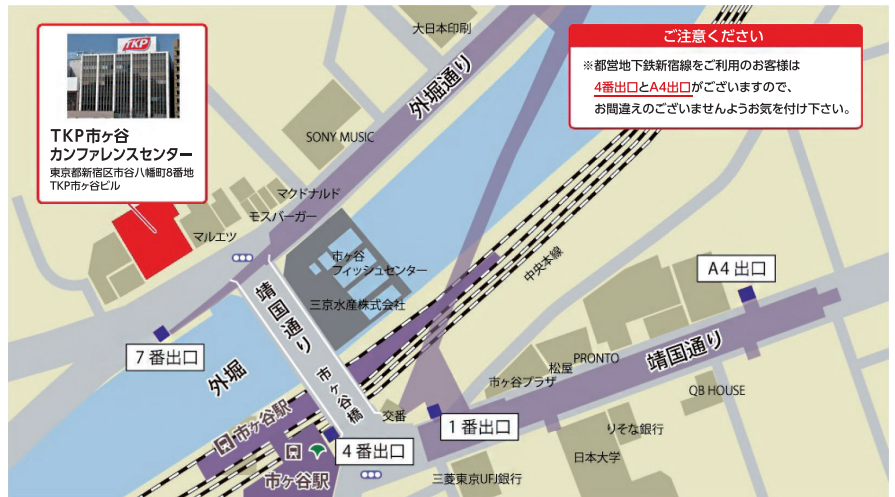 TKP
TKP市ヶ谷
カンファレンスセンター
東京都新宿区市谷八幡町8番地
TKP市ヶ谷ビル
大日本印刷
外堀通り
ご注意ください
※都営地下鉄新宿線をご利用のお客様は
4番出口とA4出口がございますので、
お間違えのございませんようお気を付け下さい。
SONY MUSIC
マクドナルド
モスバーガー
マルエツ
市ヶ谷
フィッシュセンター
三京水産株式会社
中央本線
A4出口
靖国通り
7番出口
外堀
市ヶ谷橋
靖国通り
PRONTO
松屋
市ヶ谷プラザ
QB HOUSE
交番
1番出口
りそな銀行
日本大学
市ヶ谷駅
4番出口
市ヶ谷駅
三菱東京UFJ銀行